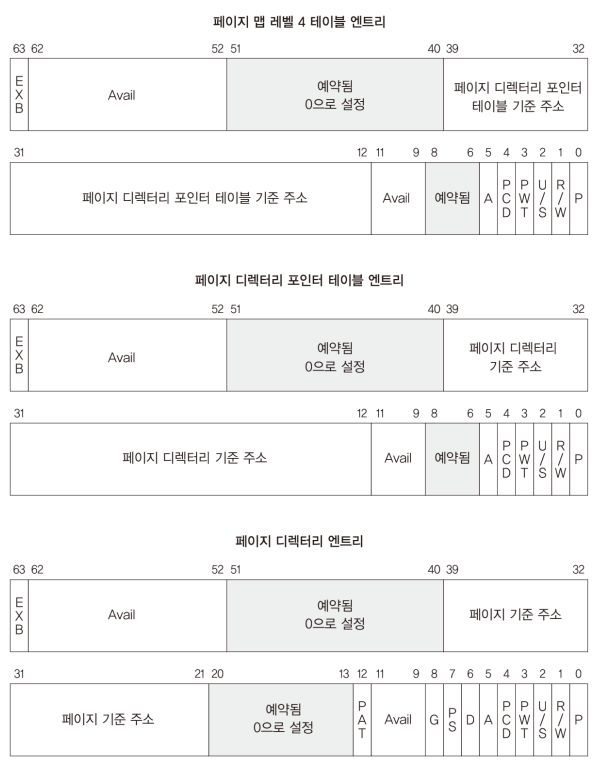 페이지 맵 레벨 4 테이블 엔트리
63 62 52 51 40 39 32
EXB Avail 예약됨 페이지 디렉터리 포인터
0으로 설정 테이블 기준 주소
31 12 11 9 8 6 5 4 3 2 1 0
페이지 디렉터리 포인터 테이블 기준 주소 Avail 예약됨 A PCD PWT U/S R/W P
페이지 디렉터리 포인터 테이블 엔트리
63 62 52 51 40 39 32
EXB Avail 예약됨 페이지 디렉터리
0으로 설정 기준 주소
31 12 11 9 8 6 5 4 3 2 1 0
페이지 디렉터리 기준 주소 Avail 예약됨 A PCD PWT U/S R/W P
페이지 디렉터리 엔트리
63 62 52 51 40 39 32
EXB Avail 예약됨 페이지 기준 주소
0으로 설정
31 21 20 13 12 11 9 8 7 6 5 4 3 2 1 0
페이지 기준 주소 예약됨 PAT Avail G PS D A PCD PWT U/S R/W P
0으로 설정